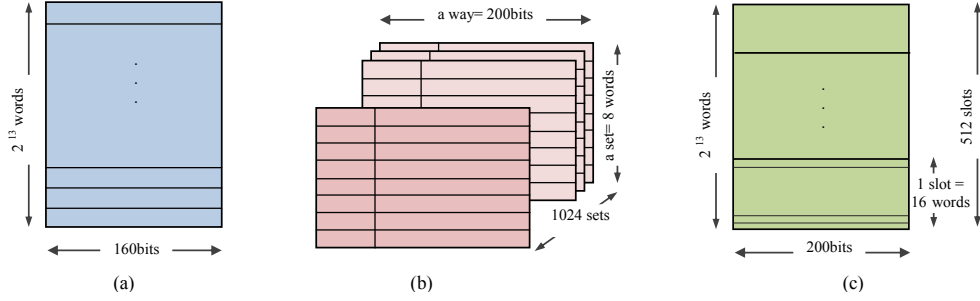 2 13 words
160bits
(a)
a way= 200bits
a set= 8 words
1024 sets
(b)
2 13 words
512 slots
1 slot =
16 words
200bits
(c)